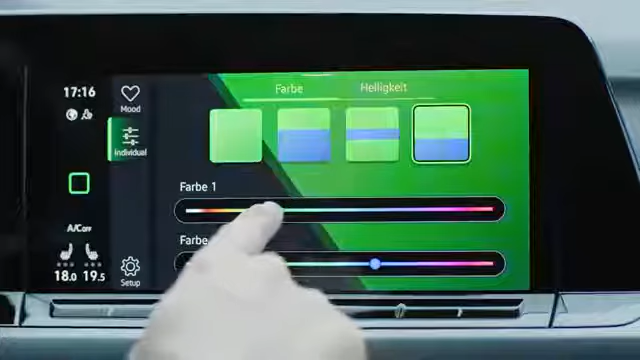 17:16
Mood
Individual
A/C OFF
18.0 19.5
Setup
Farbe Helligkeit
Farbe 1
Farbe